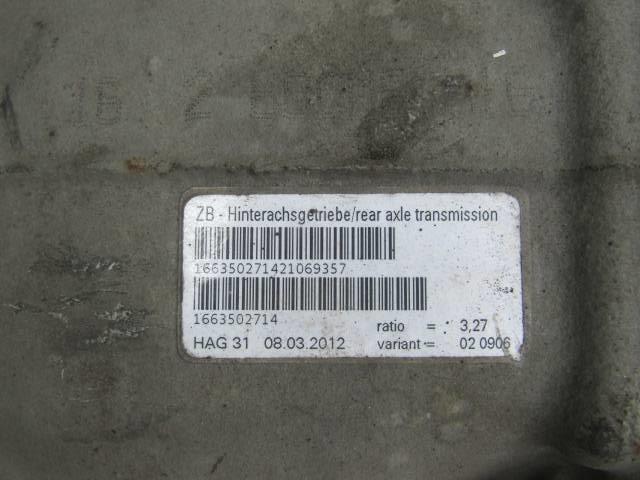 ZB - Hinterachsgetriebe/rear axle transmission
166350271421069357
1663502714
ratio = 3,27
HAG 31 08.03.2012 variant = 02 0906